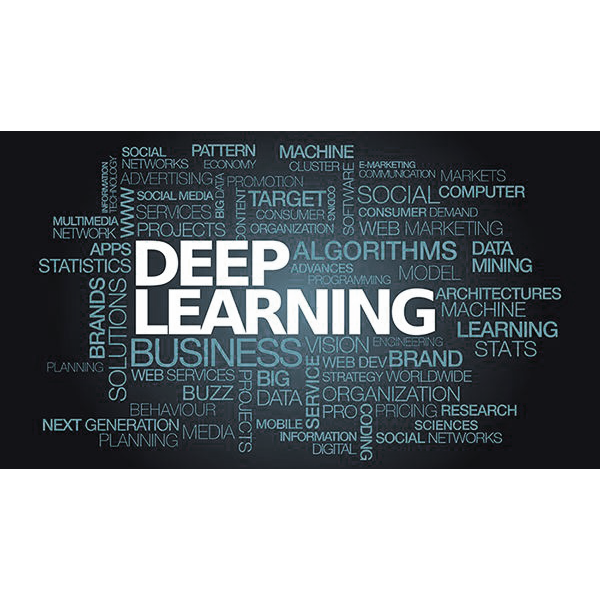 SOCIAL
NETWORKS
PATTERN
ECONOMY
MACHINE
CLUSTER
SOFTWARE
E-MARKETING
COMMUNICATION
MARKETS
INFORMATION
TECHNOLOGY
WWW
ADVERTISING
BIG DATA
PROMOTION
SOCIAL
COMPUTER
SOCIAL MEDIA
CONTENT
TARGET
CODING
SERVICES
CONSUMER
CONSUMER DEMAND
MULTIMEDIA
NETWORK
PROJECTS
ORGANIZATION
WEB MARKETING
APPS
STATISTICS
DEEP
LEARNING
ALGORITHMS
DATA
MINING
ADVANCES
PROGRAMMING
MODEL
BRANDS
SOLUTIONS
ARCHITECTURES
MACHINE
LEARNING
STATS
BUSINESS
VISION
ENGINEERING
PLANNING
WEB SERVICES
BIG
DATA
SERVICE
WEB DEV
BRAND
STRATEGY
WORLDWIDE
BUZZ
PROJECTS
ORGANIZATION
BEHAVIOUR
PRO
CODING
PRICING
RESEARCH
NEXT GENERATION
PLANNING
MEDIA
MOBILE
INFORMATION
DIGITAL
SCIENCES
SOCIAL NETWORKS